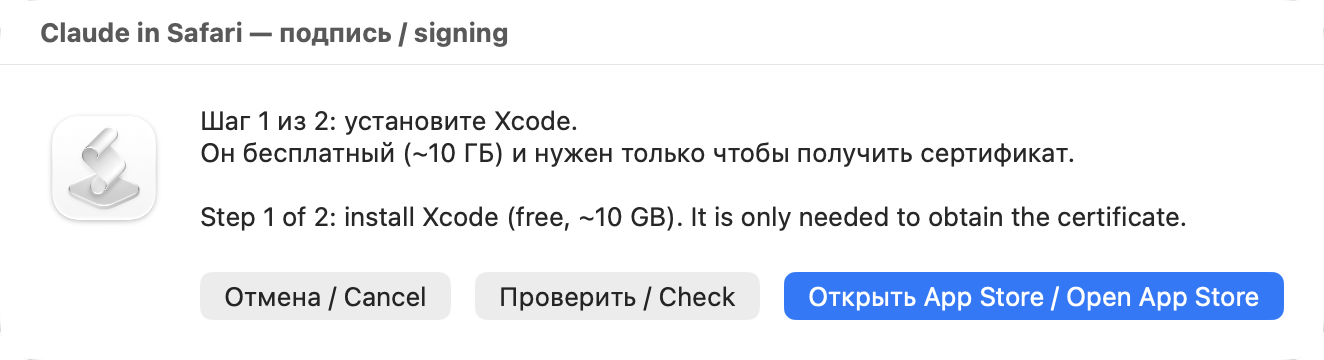 Claude in Safari — подпись / signing
Шаг 1 из 2: установите Xcode.
Он бесплатный (~10 ГБ) и нужен только чтобы получить сертификат.
Step 1 of 2: install Xcode (free, ~10 GB). It is only needed to obtain the certificate.
Отмена / Cancel
Проверить / Check
Открыть App Store / Open App Store